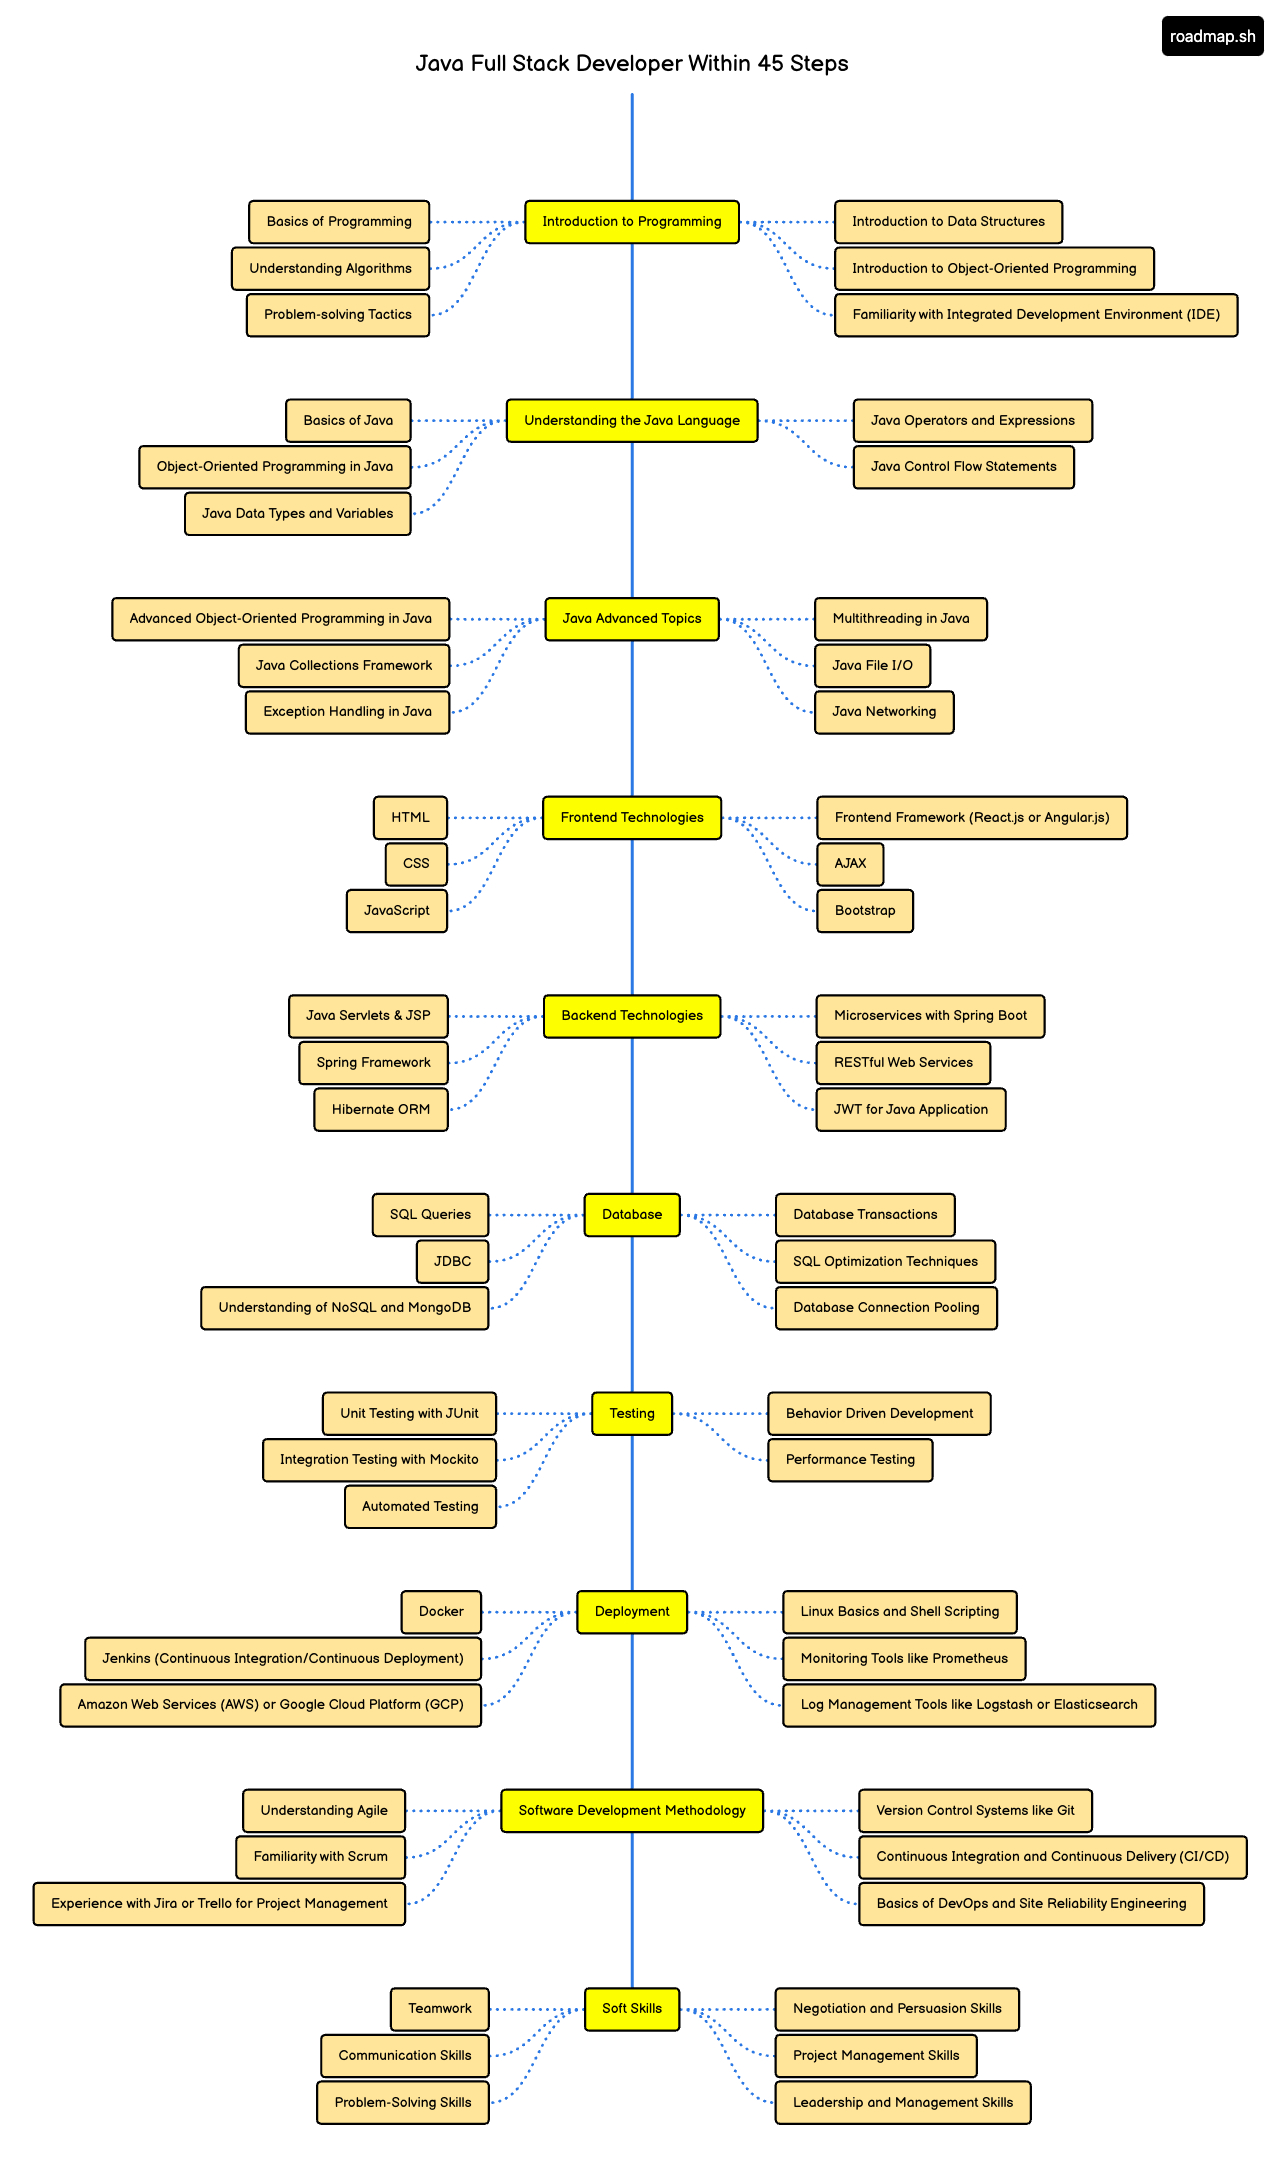 roadmap.sh
Java Full Stack Developer Within 45 Steps
Introduction to Programming
Basics of Programming
Understanding Algorithms
Problem-solving Tactics
Introduction to Data Structures
Introduction to Object-Oriented Programming
Familiarity with Integrated Development Environment (IDE)
Understanding the Java Language
Basics of Java
Object-Oriented Programming in Java
Java Data Types and Variables
Java Operators and Expressions
Java Control Flow Statements
Java Advanced Topics
Advanced Object-Oriented Programming in Java
Java Collections Framework
Exception Handling in Java
Multithreading in Java
Java File I/O
Java Networking
Frontend Technologies
HTML
CSS
JavaScript
Frontend Framework (React.js or Angular.js)
AJAX
Bootstrap
Backend Technologies
Java Servlets & JSP
Spring Framework
Hibernate ORM
Microservices with Spring Boot
RESTful Web Services
JWT for Java Application
Database
SQL Queries
JDBC
Understanding of NoSQL and MongoDB
Database Transactions
SQL Optimization Techniques
Database Connection Pooling
Testing
Unit Testing with JUnit
Integration Testing with Mockito
Automated Testing
Behavior Driven Development
Performance Testing
Deployment
Docker
Jenkins (Continuous Integration/Continuous Deployment)
Amazon Web Services (AWS) or Google Cloud Platform (GCP)
Linux Basics and Shell Scripting
Monitoring Tools like Prometheus
Log Management Tools like Logstash or Elasticsearch
Software Development Methodology
Understanding Agile
Familiarity with Scrum
Experience with Jira or Trello for Project Management
Version Control Systems like Git
Continuous Integration and Continuous Delivery (CI/CD)
Basics of DevOps and Site Reliability Engineering
Soft Skills
Teamwork
Communication Skills
Problem-Solving Skills
Negotiation and Persuasion Skills
Project Management Skills
Leadership and Management Skills